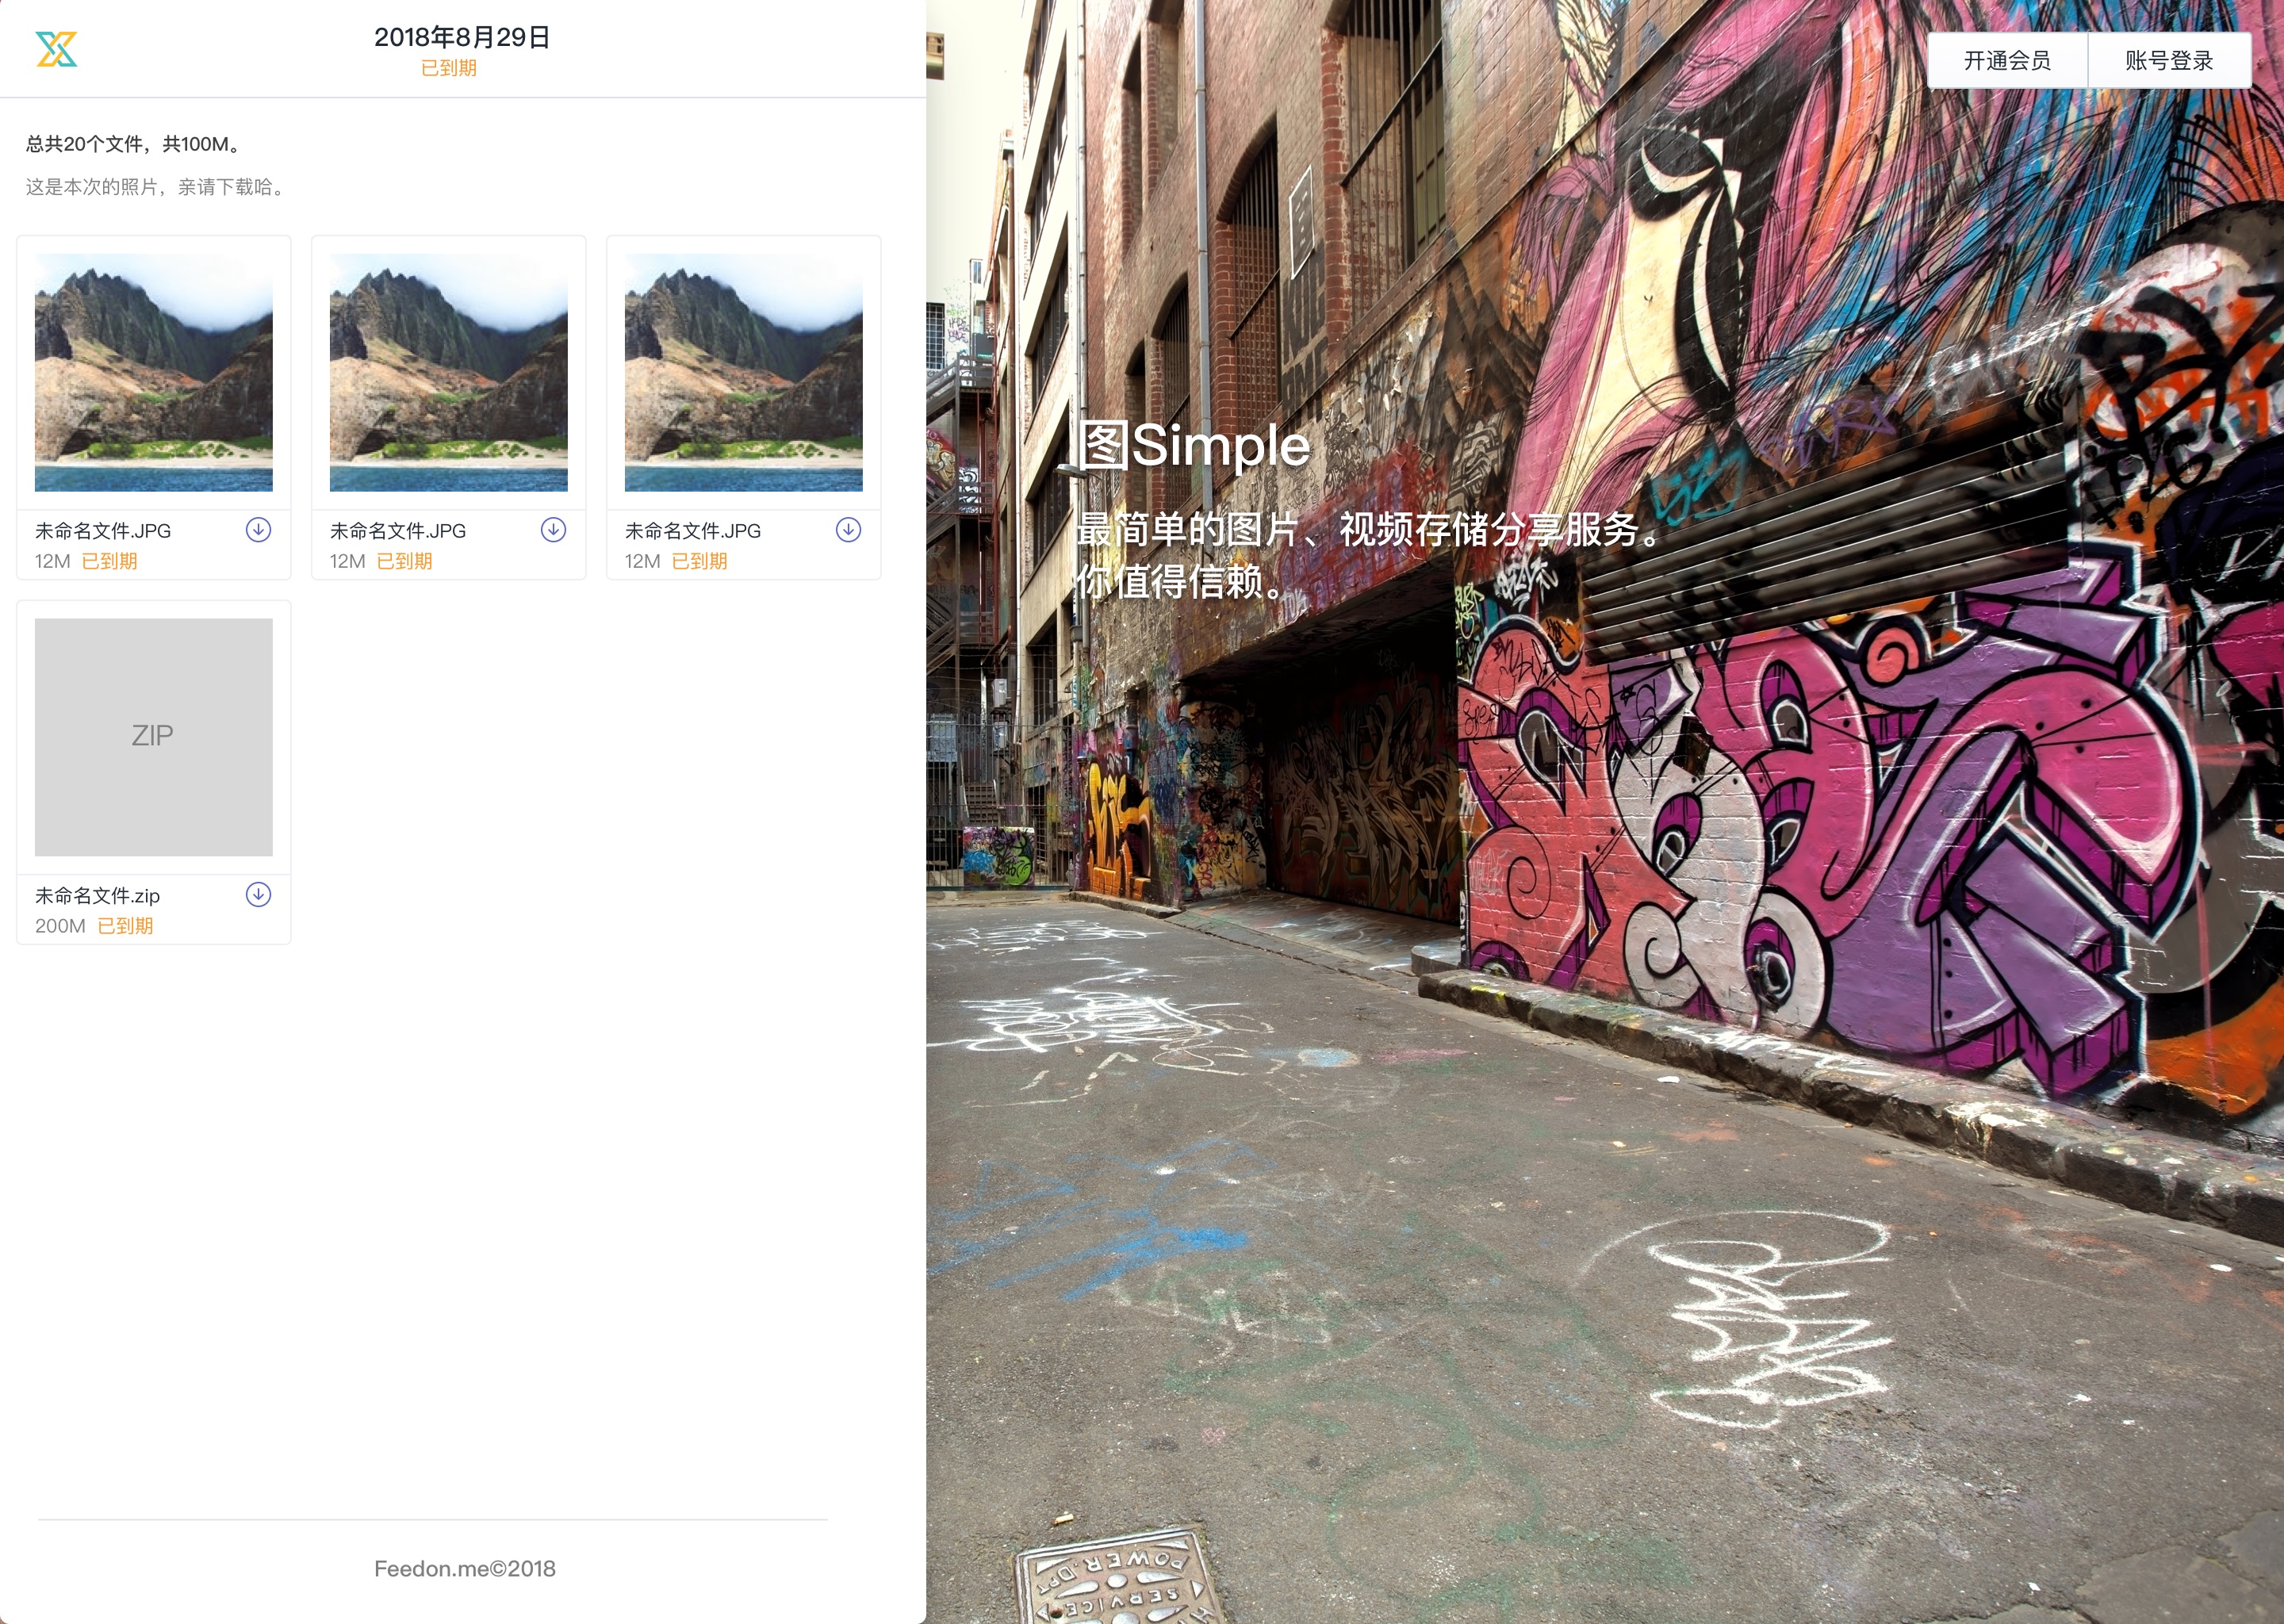 2018年8月29日
已到期
总共20个文件，共100M。
这是本次的照片，亲请下载哈。
未命名文件.JPG
12M 已到期
未命名文件.JPG
12M 已到期
未命名文件.JPG
12M 已到期
ZIP
未命名文件.zip
200M 已到期
Feedon.me©2018
开通会员
账号登录
图Simple
最简单的图片、视频存储分享服务。
你值得信赖。
POWER.DPT
SERVICE